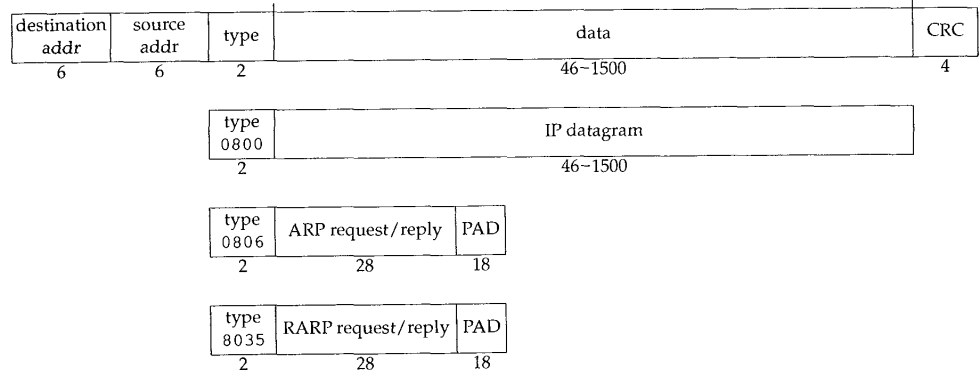 destination addr
source addr
type
data
CRC
6
6
2
46–1500
4
type 0800
IP datagram
2
46–1500
type 0806
ARP request/reply
PAD
2
28
18
type 8035
RARP request/reply
PAD
2
28
18